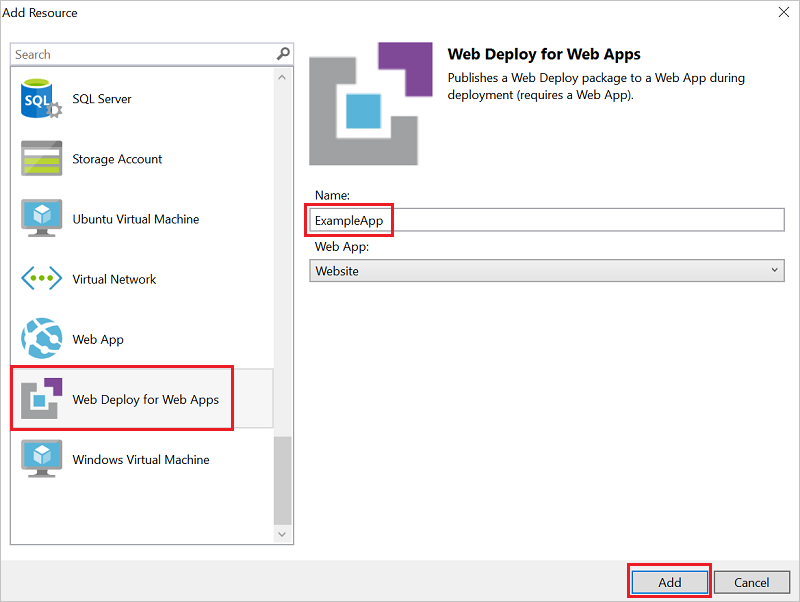 Add Resource
Search
SQL
SQL Server
Storage Account
Ubuntu Virtual Machine
Virtual Network
Web App
Web Deploy for Web Apps
Windows Virtual Machine
Web Deploy for Web Apps
Publishes a Web Deploy package to a Web App during
deployment (requires a Web App).
Name:
ExampleApp
Web App:
Website
Add
Cancel